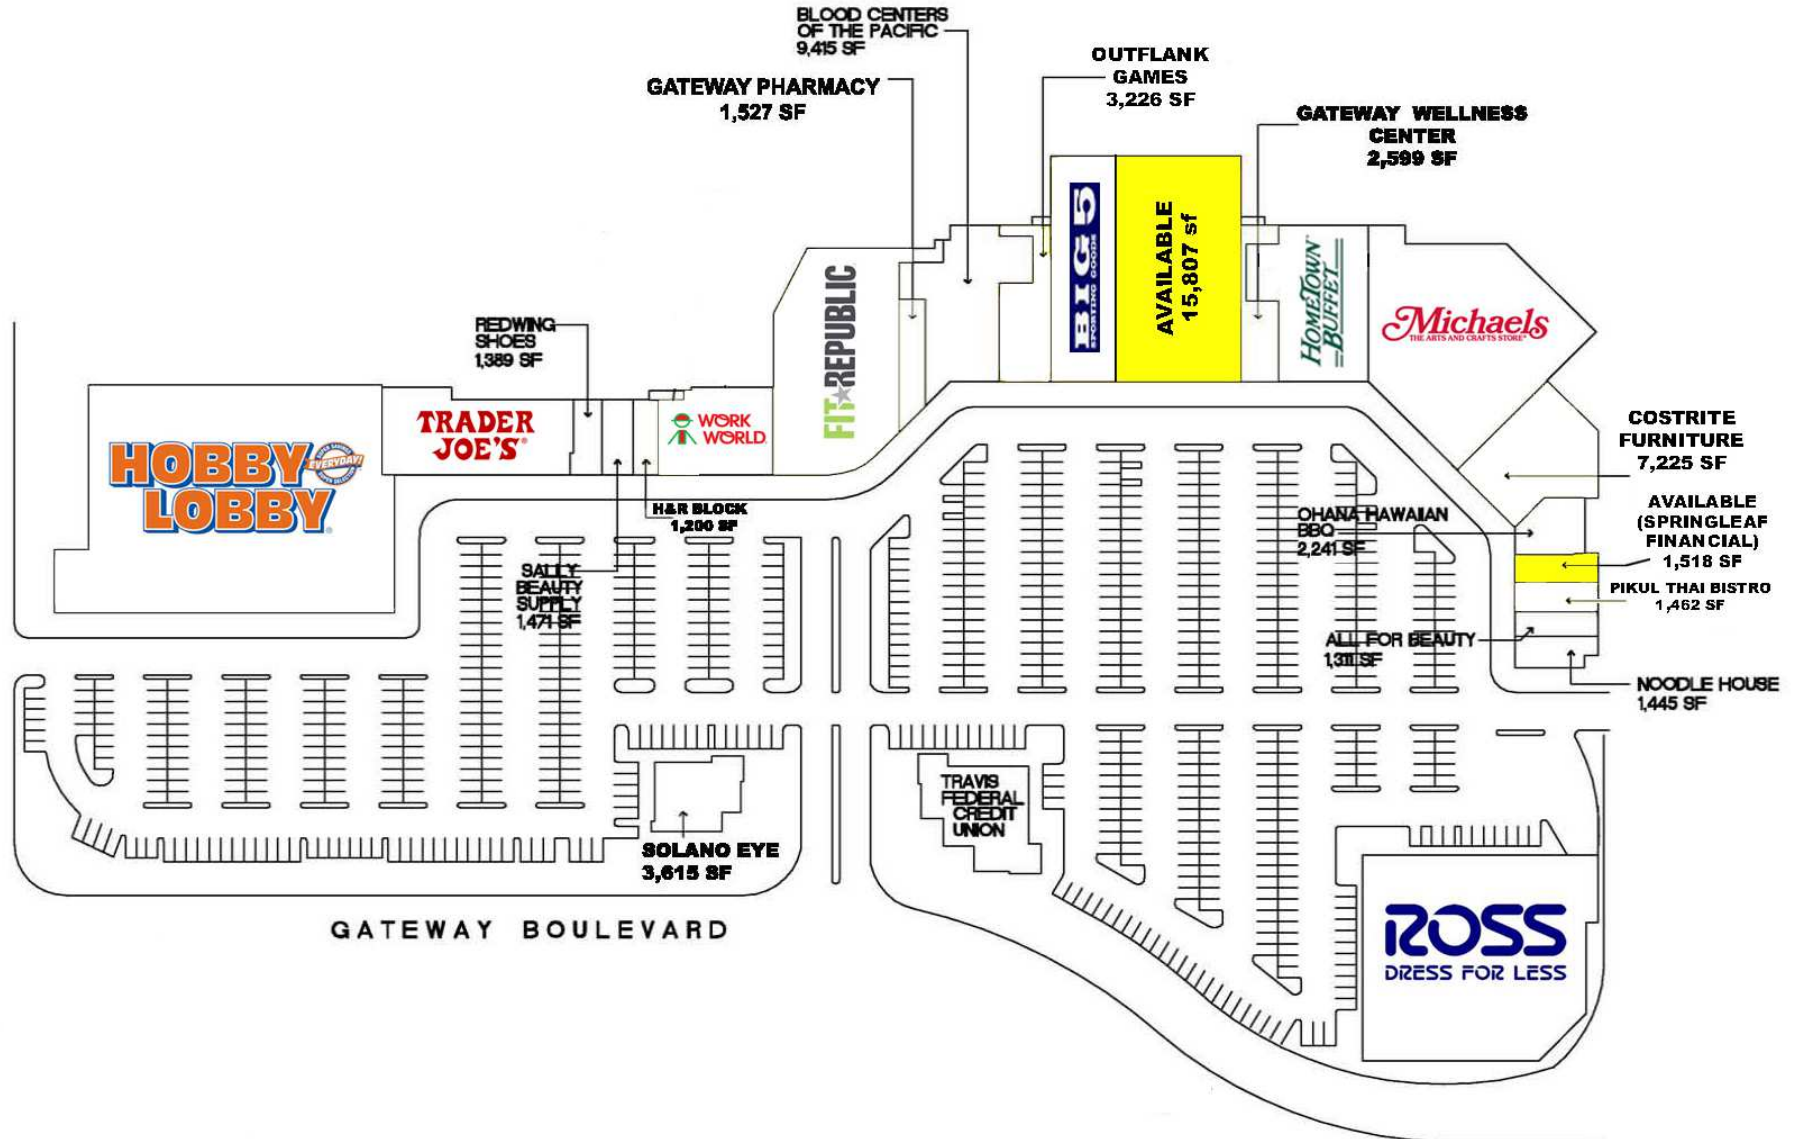 BLOOD CENTERS
OF THE PACIFIC
9,415 SF
GATEWAY PHARMACY
1,527 SF
OUTFLANK
GAMES
3,226 SF
GATEWAY WELLNESS
CENTER
2,599 SF
BIG 5
SPORTING GOODS
AVAILABLE
15,807 sf
HOMETOWN
BUFFET
Michaels
THE ARTS AND CRAFTS STORE®
FIT REPUBLIC
REDWING
SHOES
1,389 SF
HOBBY
LOBBY
EVERYDAY!
TRADER
JOE'S®
WORK
WORLD
H&R BLOCK
1,200 SF
SALLY
BEAUTY
SUPPLY
1,471 SF
COSTRITE
FURNITURE
7,225 SF
OHANA HAWAIIAN
BBQ
2,241 SF
AVAILABLE
(SPRINGLEAF
FINANCIAL)
1,518 SF
PIKUL THAI BISTRO
1,462 SF
ALL FOR BEAUTY
1,311 SF
NOODLE HOUSE
1,445 SF
SOLANO EYE
3,615 SF
TRAVIS
FEDERAL
CREDIT
UNION
ROSS
DRESS FOR LESS
GATEWAY BOULEVARD